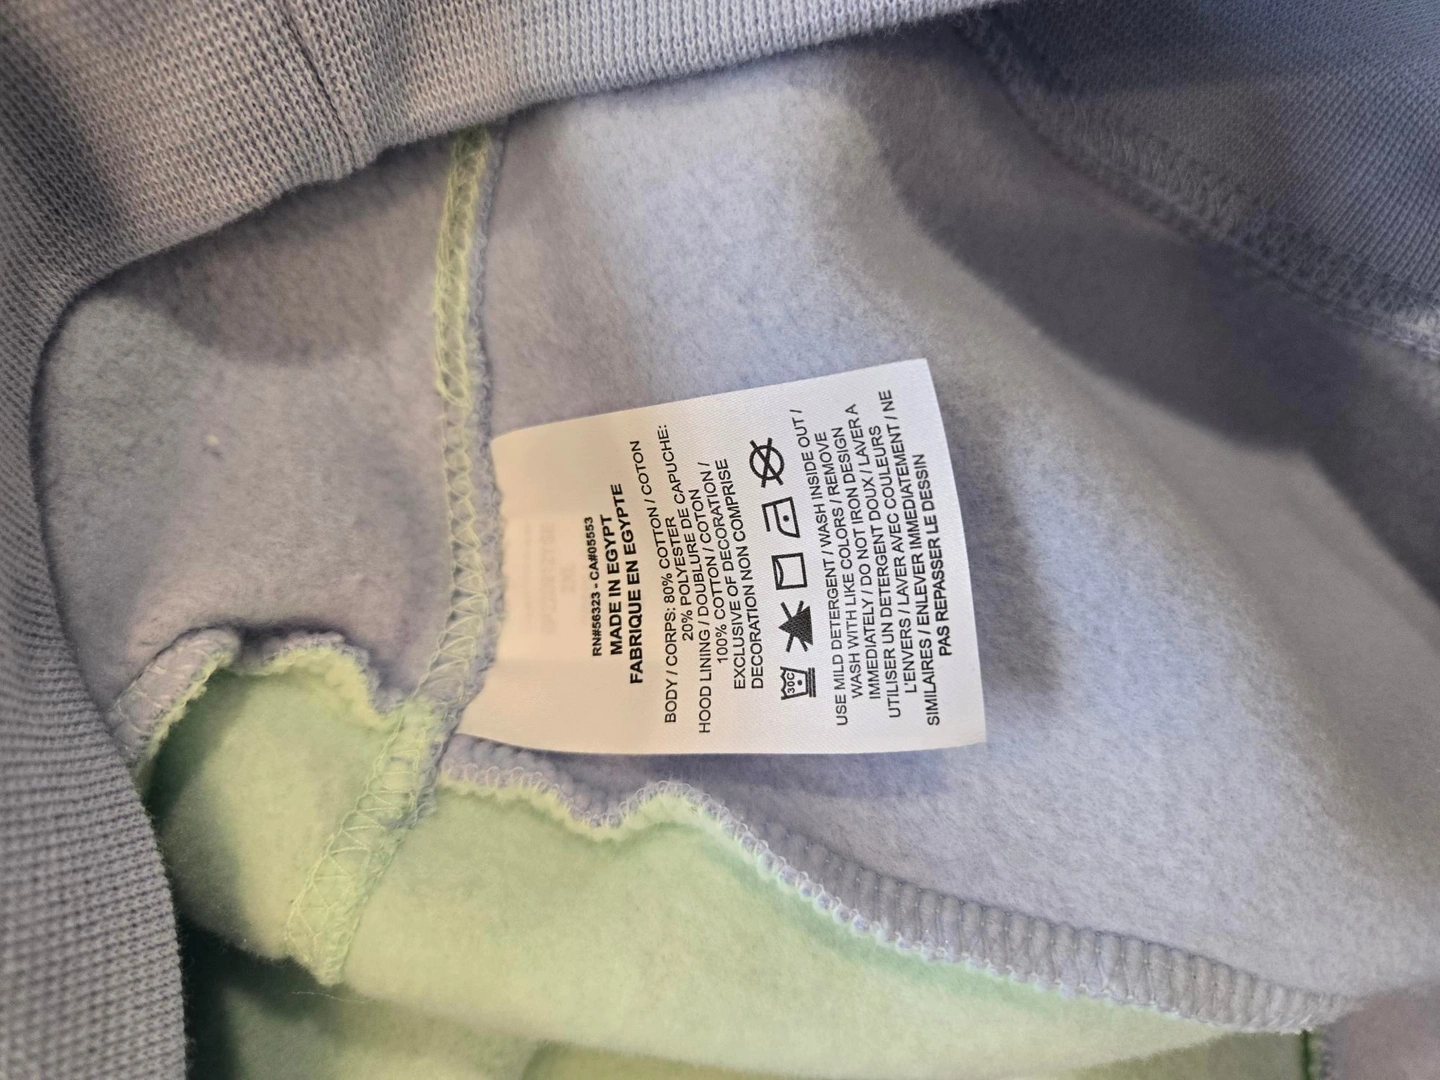 RN#56323 - CA#05553
MADE IN EGYPT
FABRIQUE EN EGYPTE
BODY / CORPS: 80% COTTON / COTON
20% POLYESTER
HOOD LINING / DOUBLURE DE CAPUCHE:
100% COTTON / COTON
EXCLUSIVE OF DECORATION /
DECORATION NON COMPRISE
30C
USE MILD DETERGENT / WASH INSIDE OUT /
WASH WITH LIKE COLORS / REMOVE
IMMEDIATELY / DO NOT IRON DESIGN
UTILISER UN DETERGENT DOUX / LAVER A
L'ENVERS / LAVER AVEC COULEURS
SIMILAIRES / ENLEVER IMMEDIATEMENT / NE
PAS REPASSER LE DESSIN